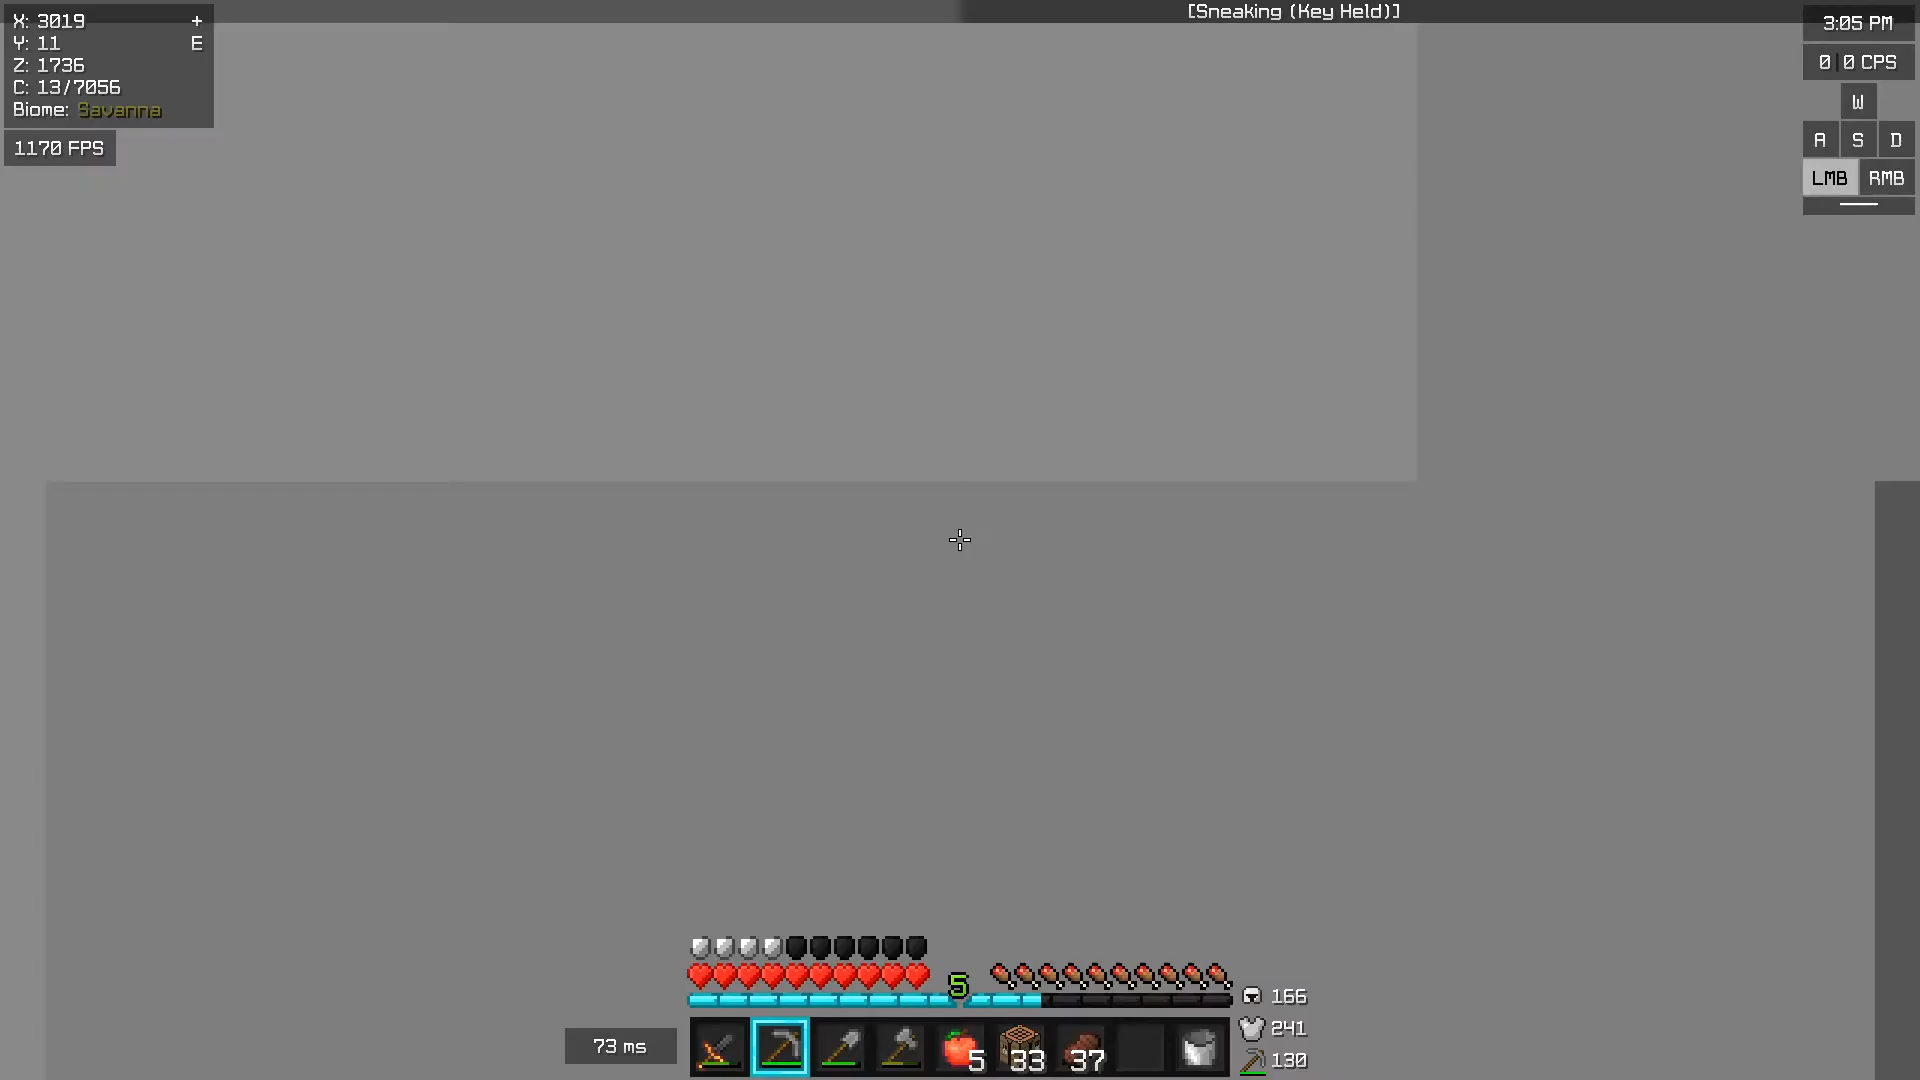 X: 3019 +
Y: 11 E
Z: 1736
C: 13/7056
Biome: Savanna
1170 FPS
[Sneaking (Key Held)]
3:05 PM
0 | 0 CPS
W
A S D
LMB RMB
5
166
241
130
73 ms
5 33 37